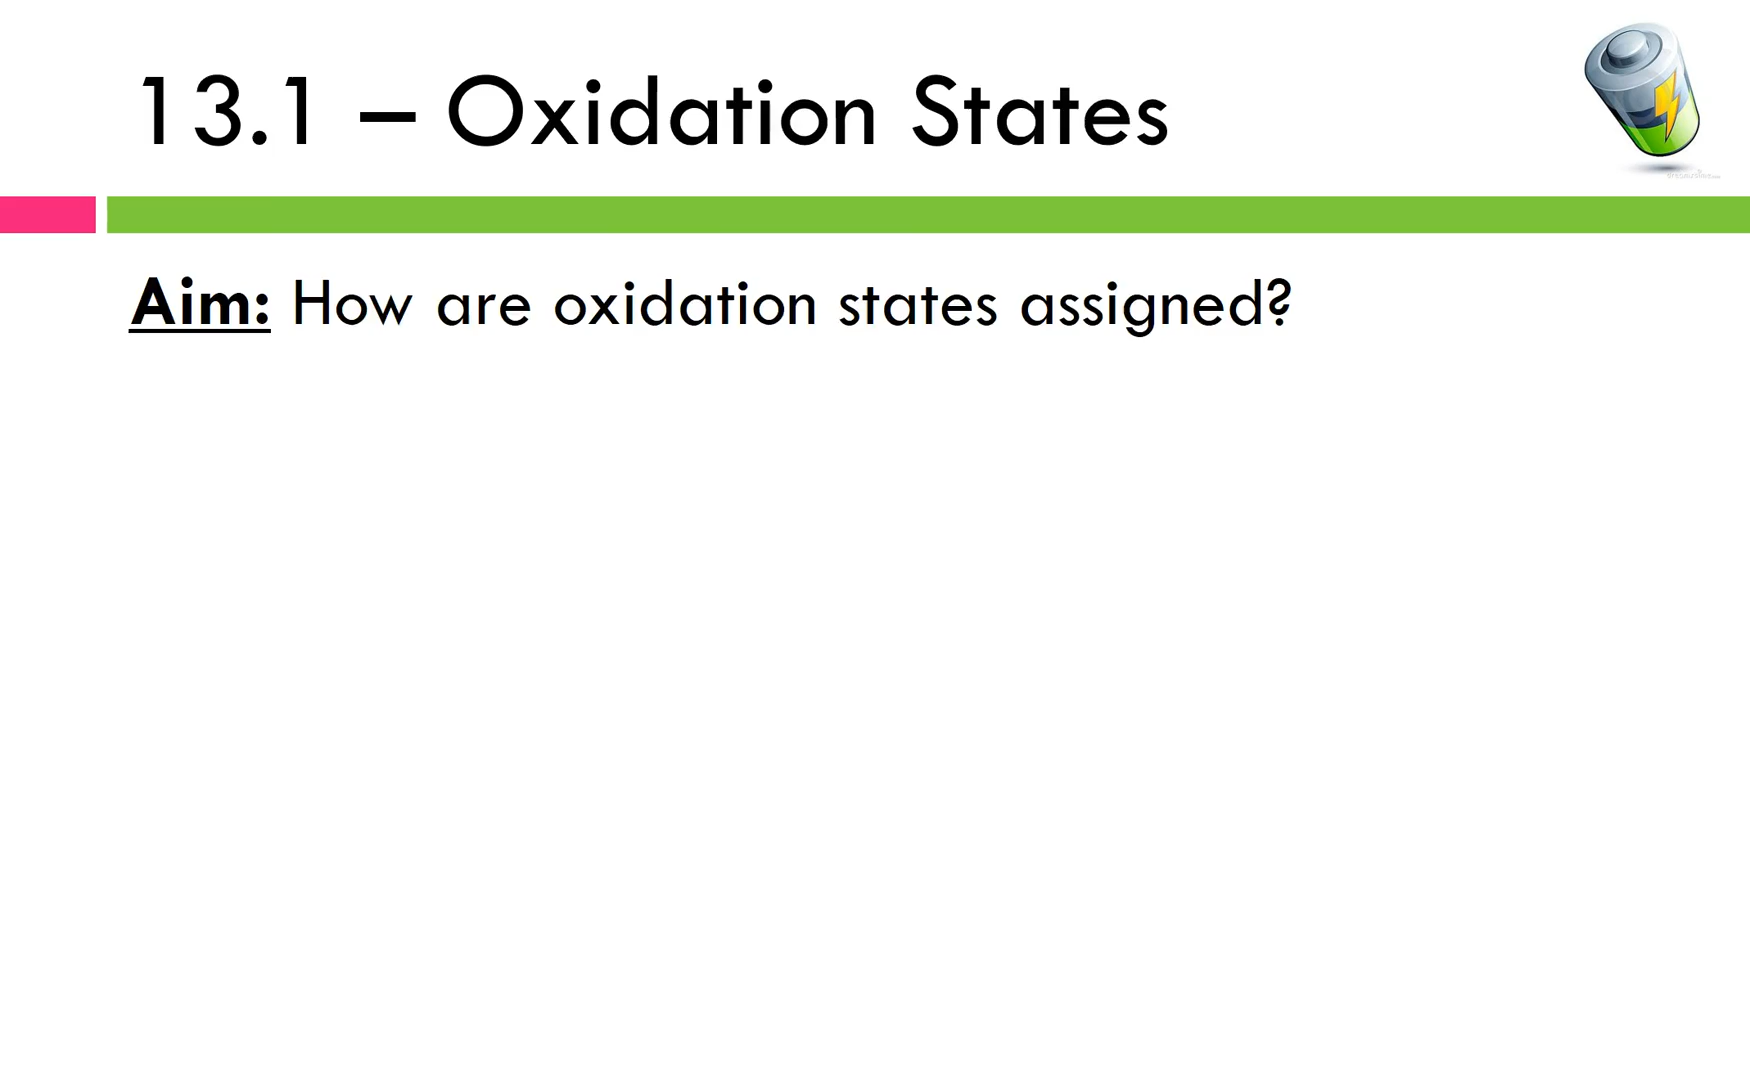 13.1 – Oxidation States
Aim: How are oxidation states assigned?